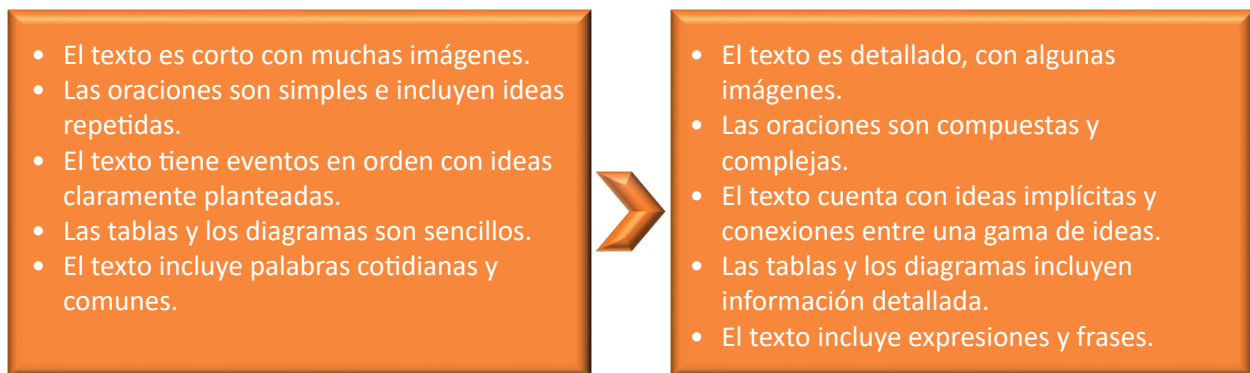 • El texto es corto con muchas imágenes.
• Las oraciones son simples e incluyen ideas
repetidas.
• El texto tiene eventos en orden con ideas
claramente planteadas.
• Las tablas y los diagramas son sencillos.
• El texto incluye palabras cotidianas y
comunes.
• El texto es detallado, con algunas
imágenes.
• Las oraciones son compuestas y
complejas.
• El texto cuenta con ideas implícitas y
conexiones entre una gama de ideas.
• Las tablas y los diagramas incluyen
información detallada.
• El texto incluye expresiones y frases.